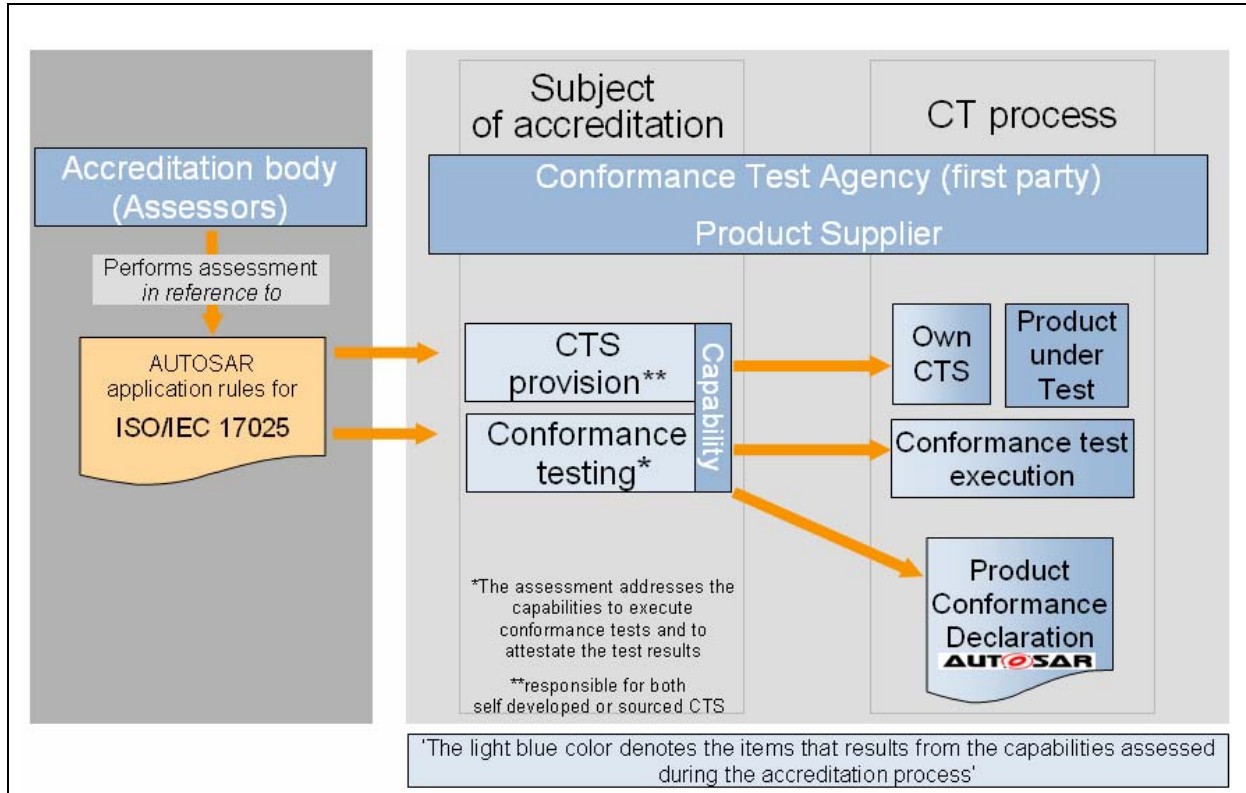 Subject
of accreditation
CT process
Accreditation body
(Assessors)
Conformance Test Agency (first party)
Product Supplier
Performs assessment
in reference to
AUTOSAR
application rules for
ISO/IEC 17025
CTS
provision**
Conformance
testing*
Capability
Own
CTS
Product
under
Test
Conformance test
execution
Product
Conformance
Declaration
AUTOSAR
*The assessment addresses the
capabilities to execute
conformance tests and to
attestate the test results
**responsible for both
self developed or sourced CTS
'The light blue color denotes the items that results from the capabilities assessed
during the accreditation process'